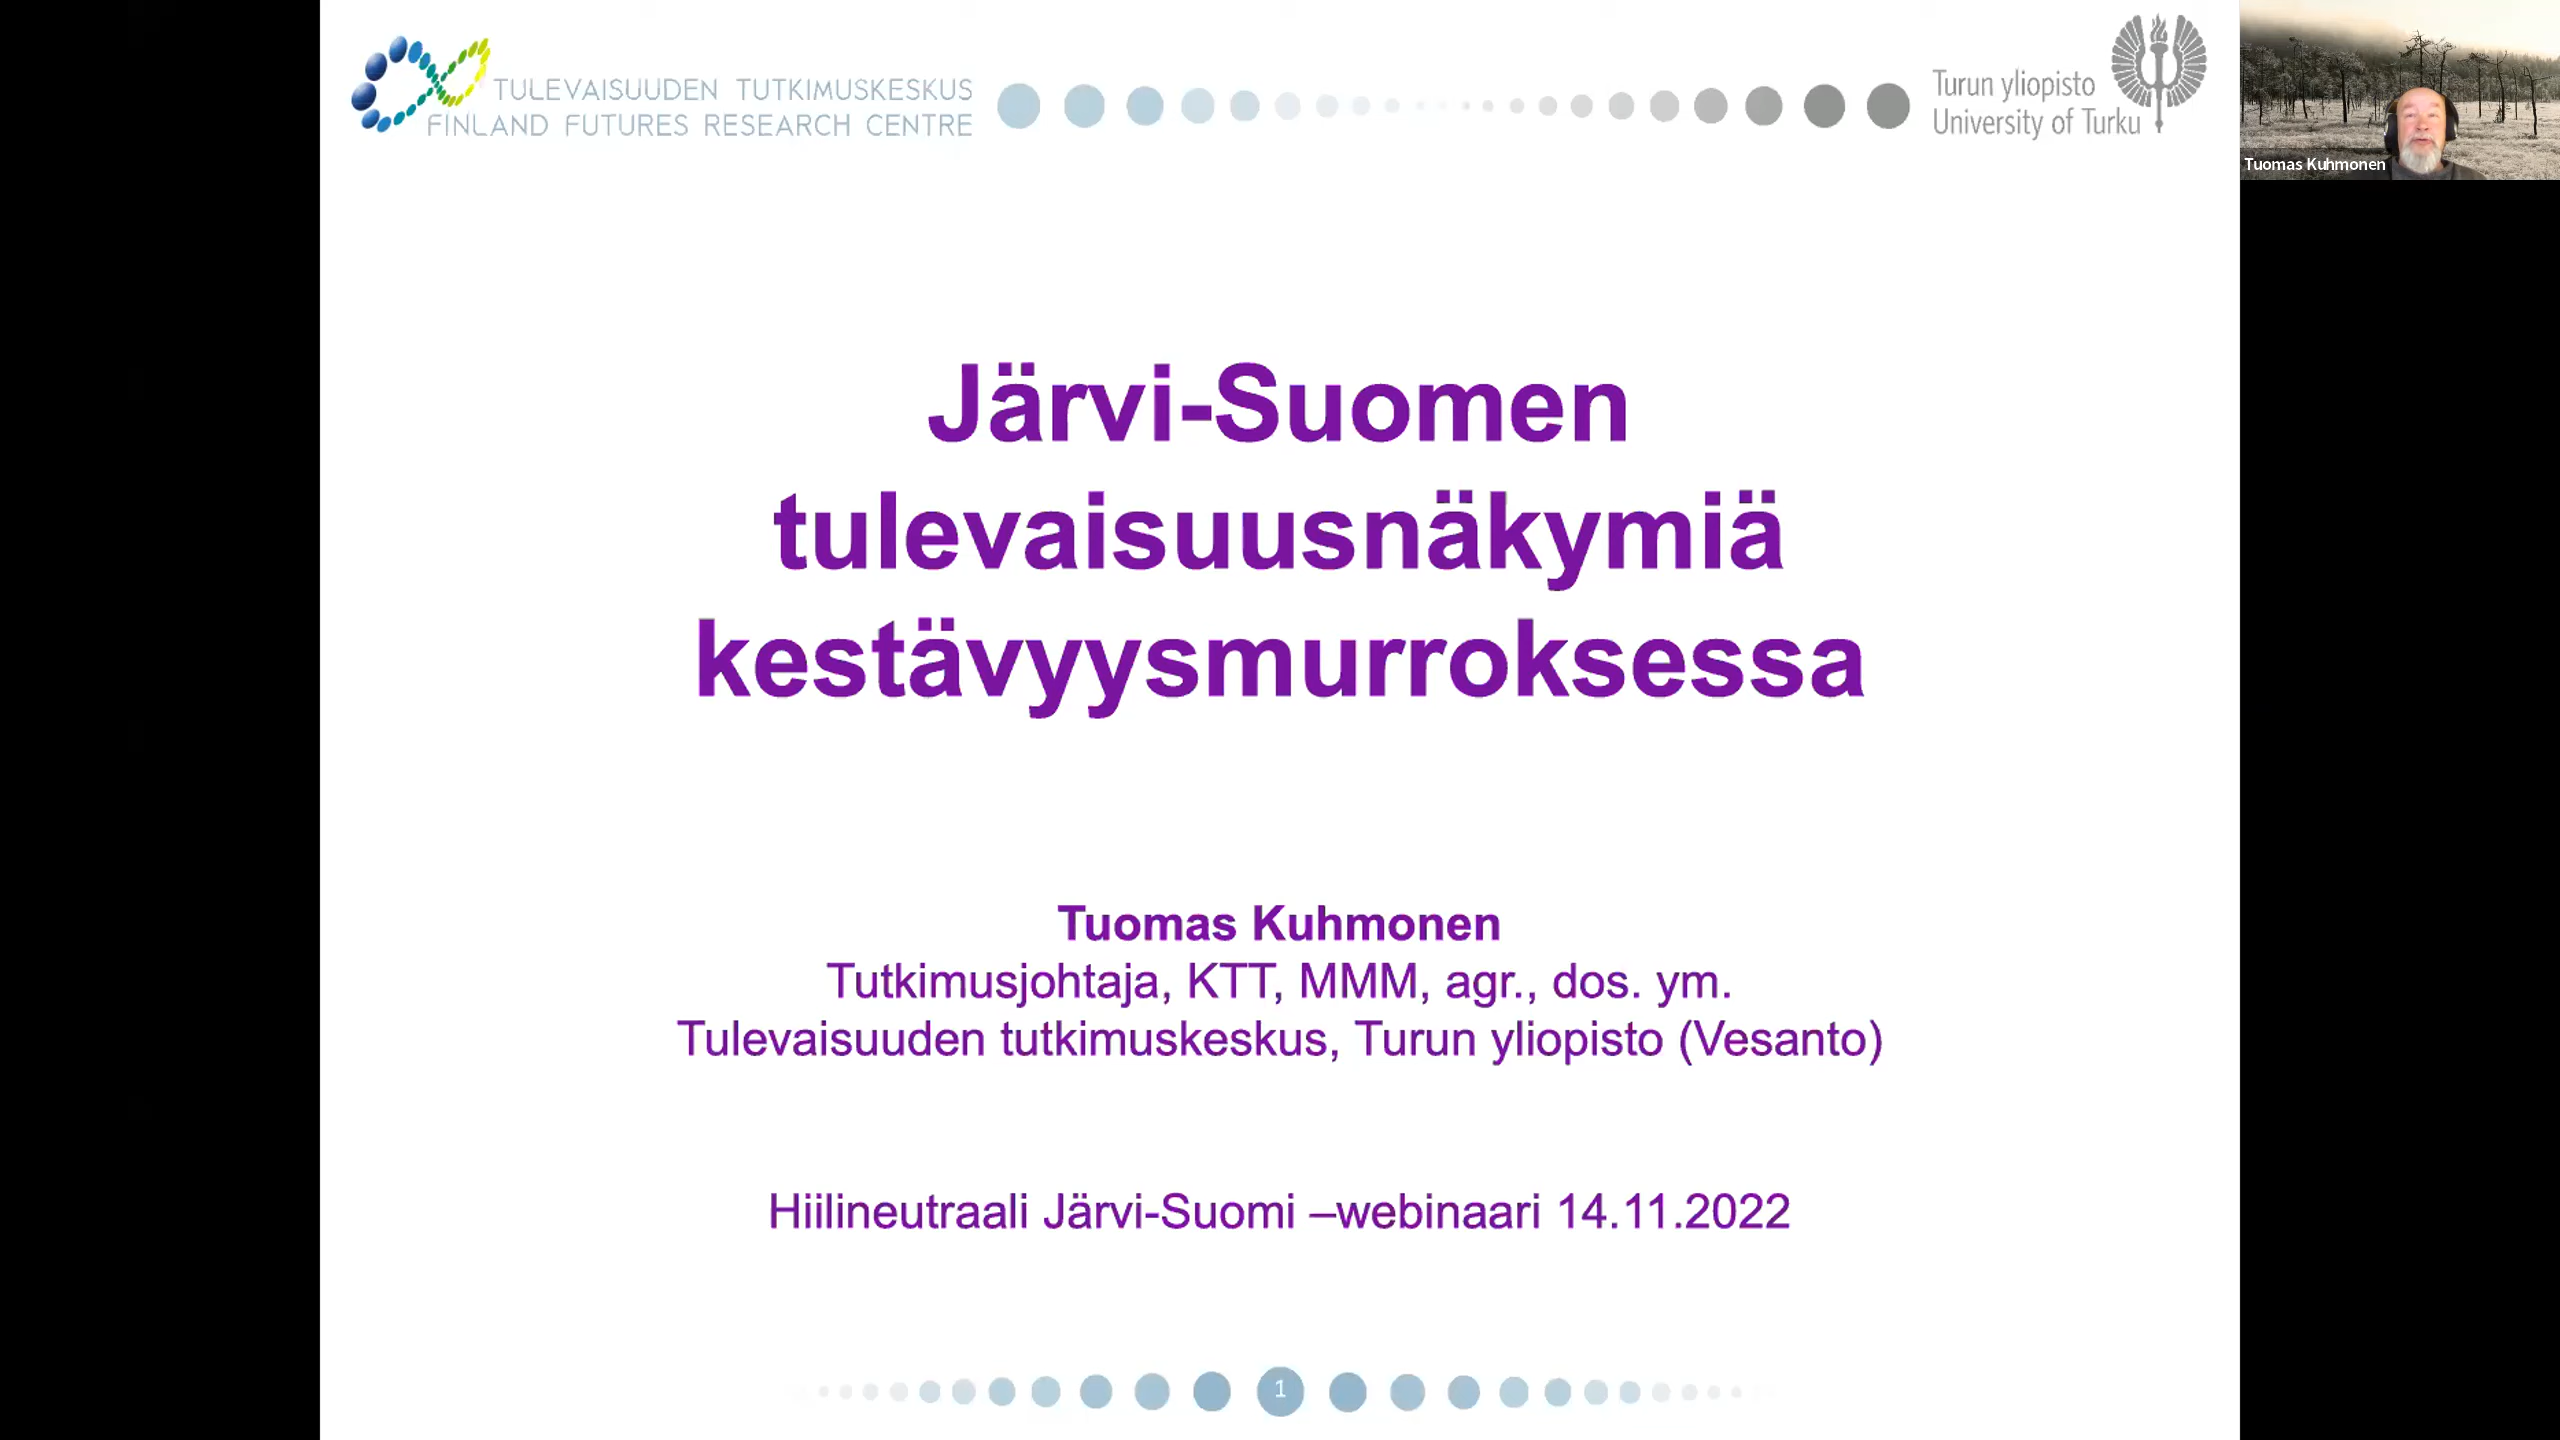 TULEVAISUUDEN TUTKIMUSKESKUS
FINLAND FUTURES RESEARCH CENTRE
Turun yliopisto
University of Turku
Tuomas Kuhmonen
Järvi-Suomen
tulevaisuusnäkymiä
kestävyysmurroksessa
Tuomas Kuhmonen
Tutkimusjohtaja, KTT, MMM, agr., dos. ym.
Tulevaisuuden tutkimuskeskus, Turun yliopisto (Vesanto)
Hiilineutraali Järvi-Suomi –webinaari 14.11.2022
1